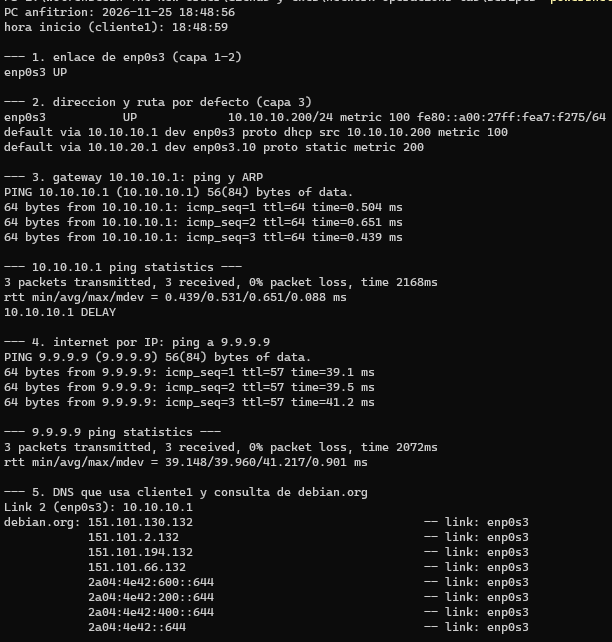 PC anfitrion: 2026-11-25 18:48:56
hora inicio (cliente1): 18:48:59
--- 1. enlace de enp0s3 (capa 1-2)
enp0s3 UP
--- 2. direccion y ruta por defecto (capa 3)
enp0s3 UP 10.10.10.200/24 metric 100 fe80::a00:27ff:fea7:f275/64
default via 10.10.10.1 dev enp0s3 proto dhcp src 10.10.10.200 metric 100
default via 10.10.20.1 dev enp0s3.10 proto static metric 200
--- 3. gateway 10.10.10.1: ping y ARP
PING 10.10.10.1 (10.10.10.1) 56(84) bytes of data.
64 bytes from 10.10.10.1: icmp_seq=1 ttl=64 time=0.504 ms
64 bytes from 10.10.10.1: icmp_seq=2 ttl=64 time=0.651 ms
64 bytes from 10.10.10.1: icmp_seq=3 ttl=64 time=0.439 ms
--- 10.10.10.1 ping statistics ---
3 packets transmitted, 3 received, 0% packet loss, time 2168ms
rtt min/avg/max/mdev = 0.439/0.531/0.651/0.088 ms
10.10.10.1 DELAY
--- 4. internet por IP: ping a 9.9.9.9
PING 9.9.9.9 (9.9.9.9) 56(84) bytes of data.
64 bytes from 9.9.9.9: icmp_seq=1 ttl=57 time=39.1 ms
64 bytes from 9.9.9.9: icmp_seq=2 ttl=57 time=39.5 ms
64 bytes from 9.9.9.9: icmp_seq=3 ttl=57 time=41.2 ms
--- 9.9.9.9 ping statistics ---
3 packets transmitted, 3 received, 0% packet loss, time 2072ms
rtt min/avg/max/mdev = 39.148/39.960/41.217/0.901 ms
--- 5. DNS que usa cliente1 y consulta de debian.org
Link 2 (enp0s3): 10.10.10.1
debian.org: 151.101.130.132 -- link: enp0s3
151.101.2.132 -- link: enp0s3
151.101.194.132 -- link: enp0s3
151.101.66.132 -- link: enp0s3
2a04:4e42:600::644 -- link: enp0s3
2a04:4e42:200::644 -- link: enp0s3
2a04:4e42:400::644 -- link: enp0s3
2a04:4e42::644 -- link: enp0s3